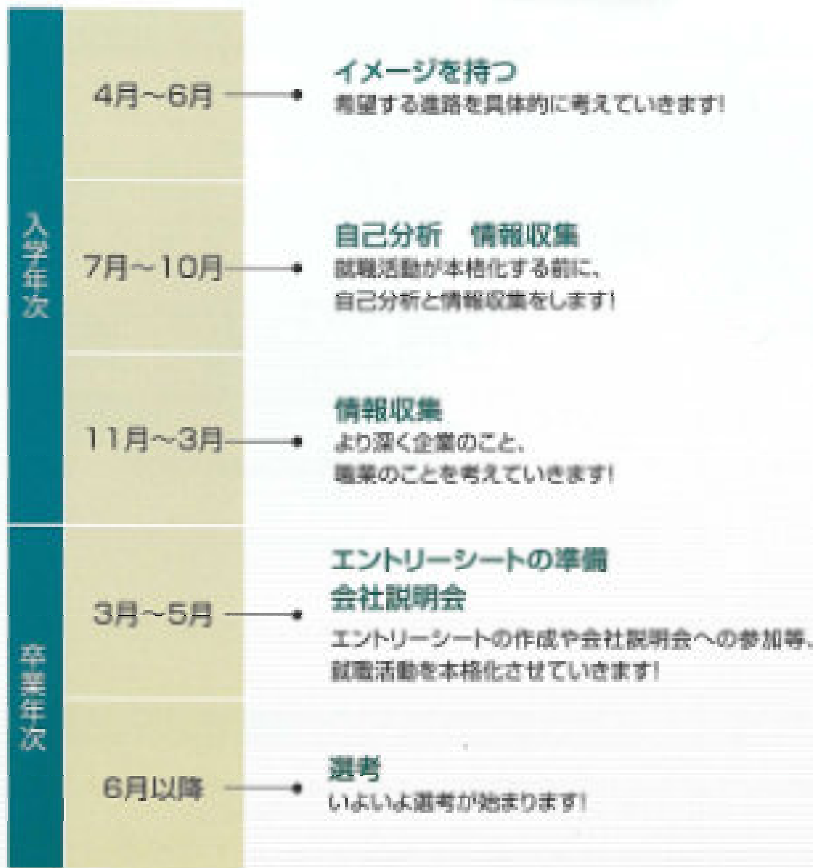 入学年次
4月～6月
イメージを持つ
希望する進路を具体的に考えていきます!
7月～10月
自己分析　情報収集
就職活動が本格化する前に、
自己分析と情報収集をします!
11月～3月
情報収集
より深く企業のこと、
職業のことを考えていきます!
卒業年次
3月～5月
エントリーシートの準備
会社説明会
エントリーシートの作成や会社説明会への参加等、
就職活動を本格化させていきます!
6月以降
選考
いよいよ選考が始まります!